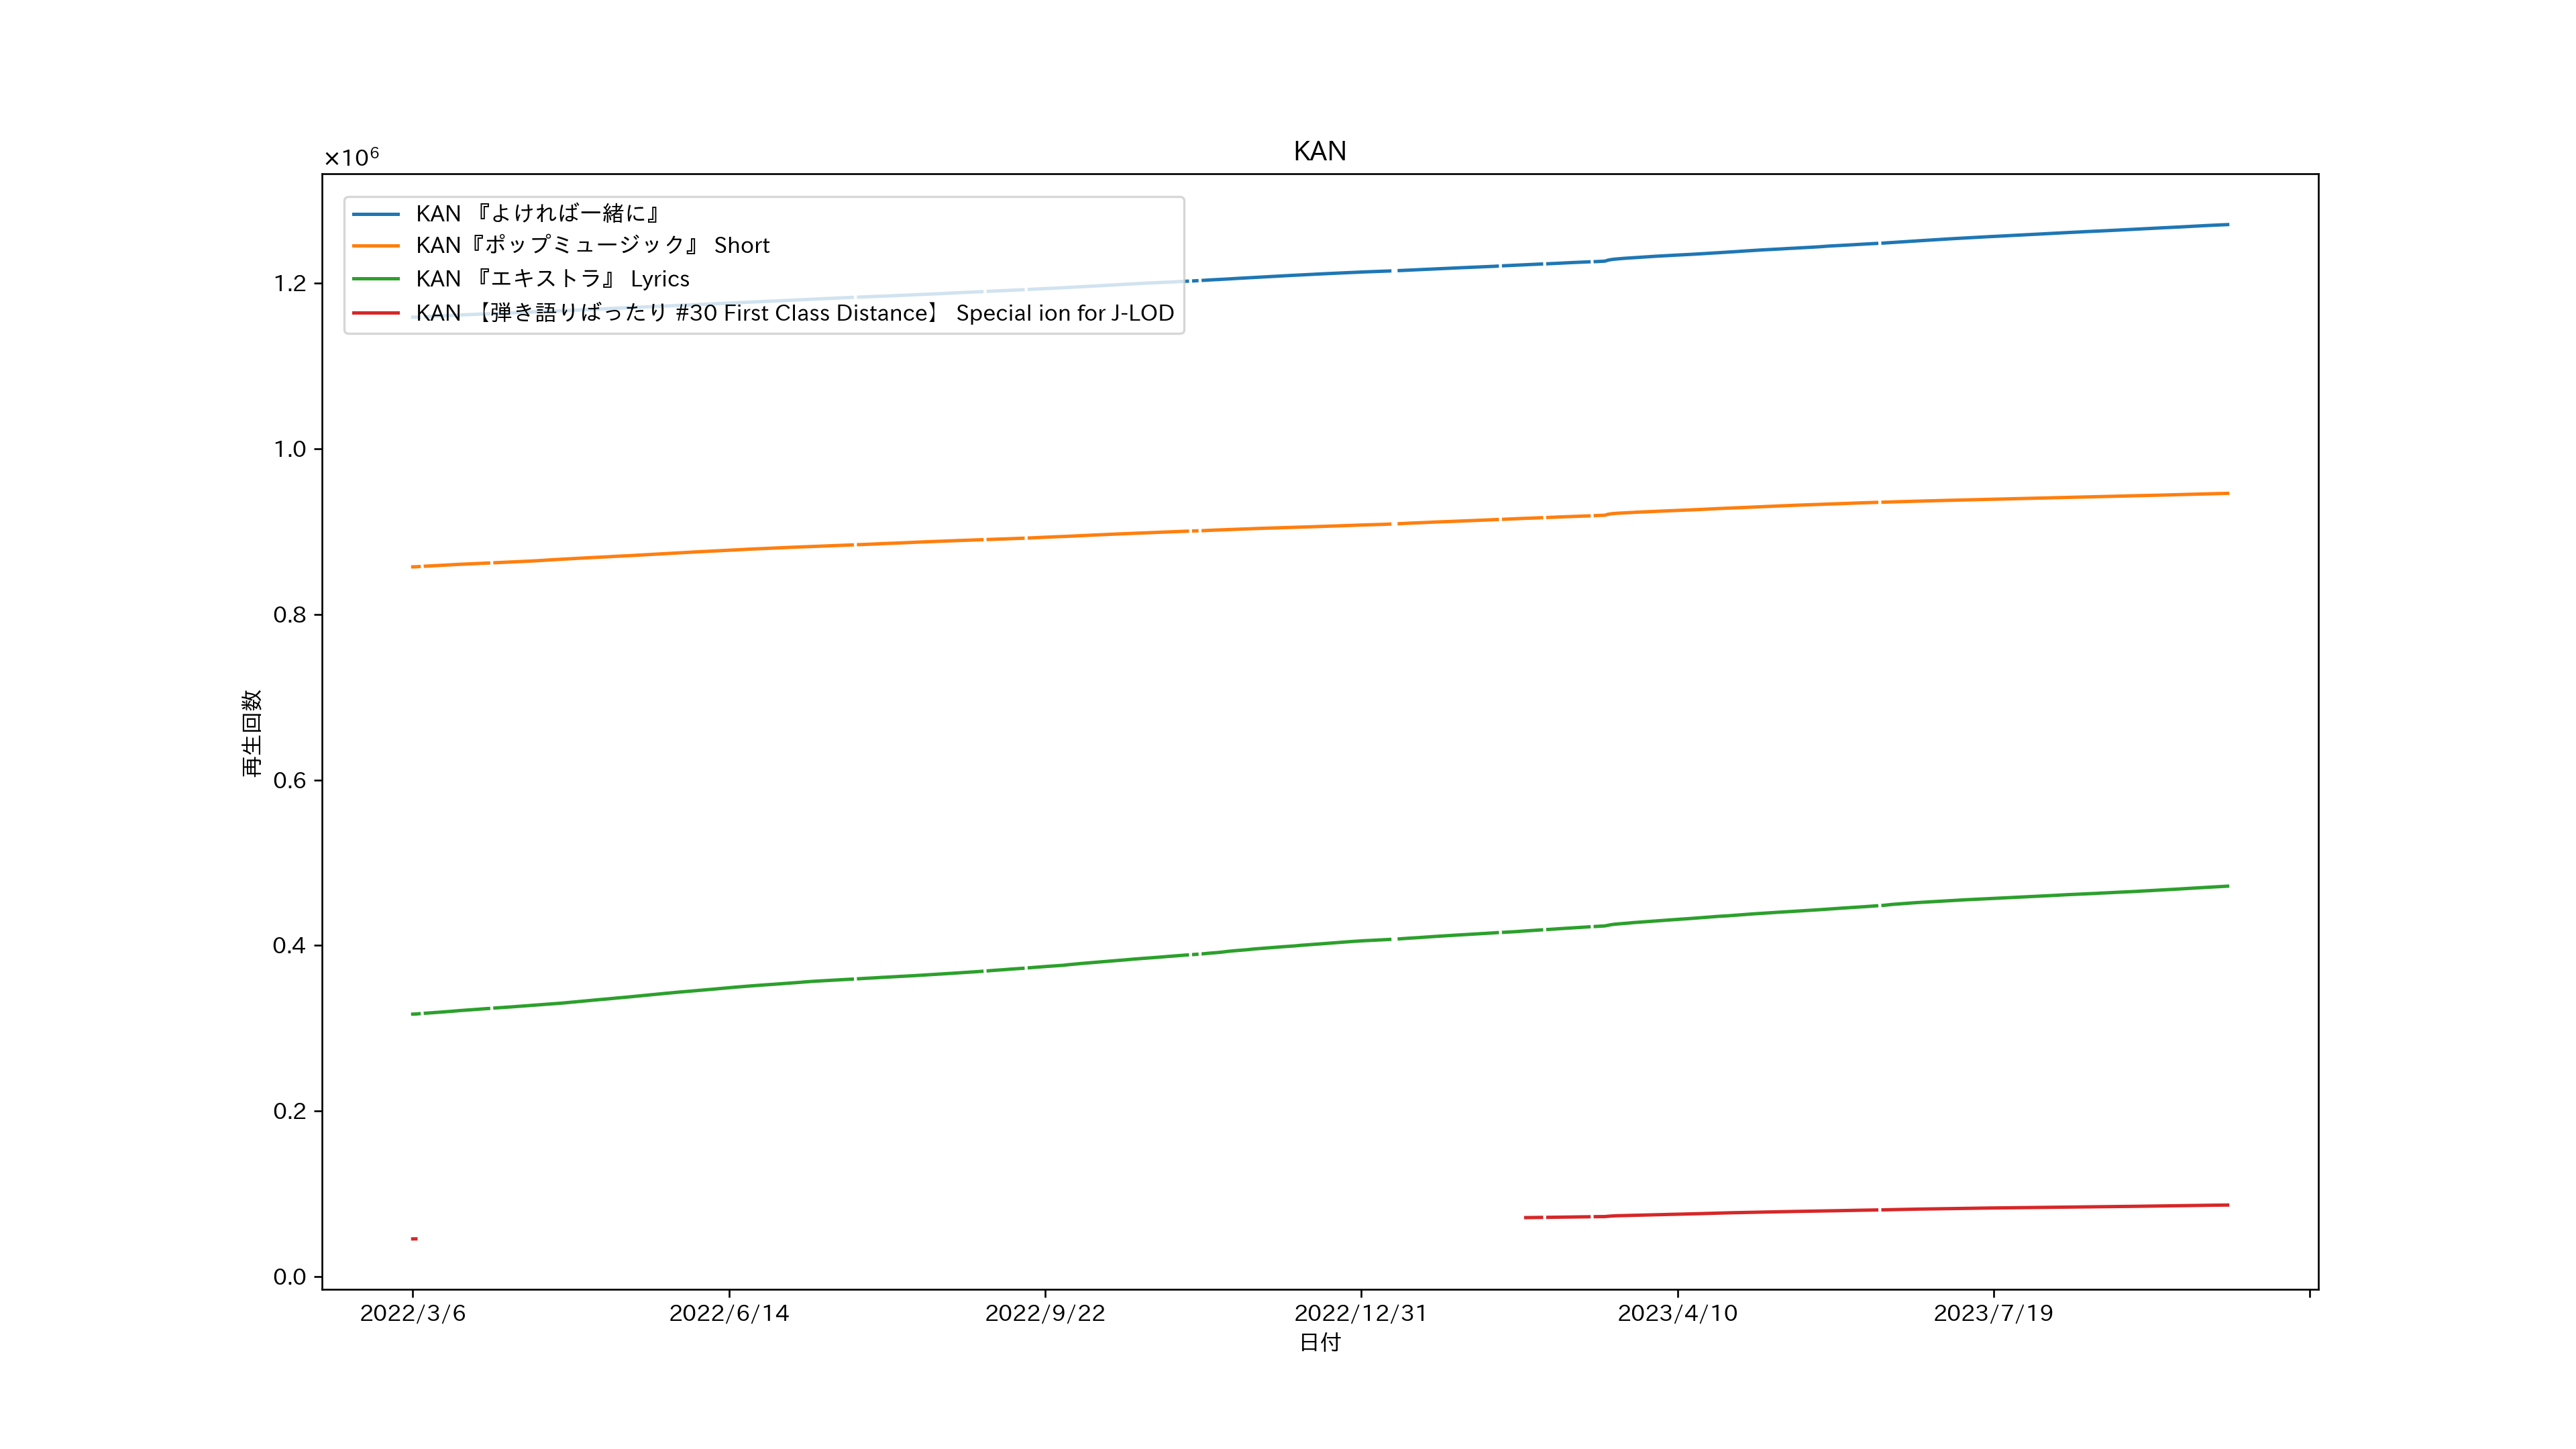 KAN
×10⁶
KAN 『よければ一緒に』
KAN『ポップミュージック』 Short
KAN 『エキストラ』 Lyrics
KAN 【弾き語りばったり #30 First Class Distance】 Special ion for J-LOD
1.2
1.0
0.8
0.6
0.4
0.2
0.0
再生回数
2022/3/6 2022/6/14 2022/9/22 2022/12/31 2023/4/10 2023/7/19
日付